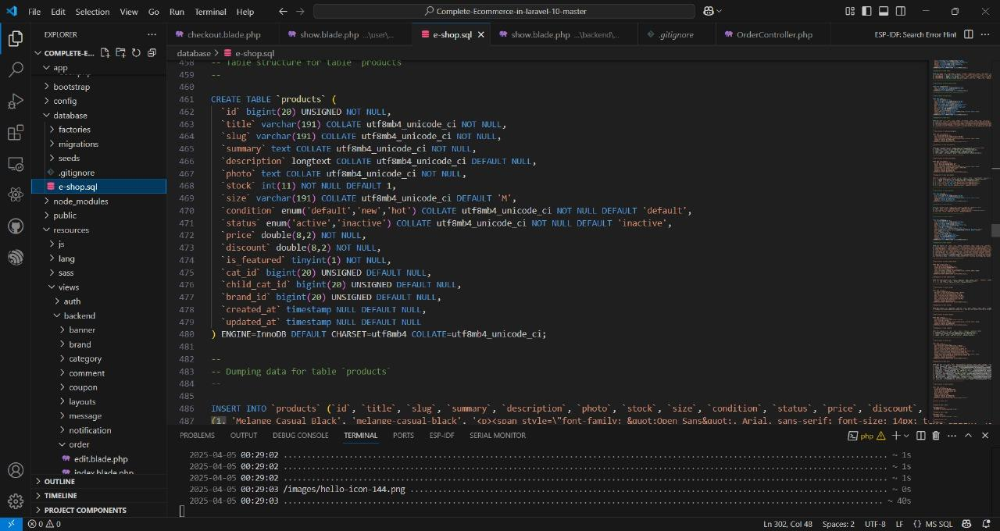 File Edit Selection View Go Run Terminal Help
Complete-Ecommerce-in-laravel-10-master
EXPLORER
checkout.blade.php
show.blade.php ...\user\...
e-shop.sql
show.blade.php ...\backend\...
.gitignore
OrderController.php
ESP-IDF: Search Error Hint
COMPLETE-E...
app
bootstrap
config
database
factories
migrations
seeds
.gitignore
e-shop.sql
node_modules
public
resources
js
lang
sass
views
auth
backend
banner
brand
category
comment
coupon
layouts
message
notification
order
edit.blade.php
index.blade.php
OUTLINE
TIMELINE
PROJECT COMPONENTS
database > e-shop.sql
458 -- Table structure for table `products`
459 --
460
461 CREATE TABLE `products` (
462 `id` bigint(20) UNSIGNED NOT NULL,
463 `title` varchar(191) COLLATE utf8mb4_unicode_ci NOT NULL,
464 `slug` varchar(191) COLLATE utf8mb4_unicode_ci NOT NULL,
465 `summary` text COLLATE utf8mb4_unicode_ci NOT NULL,
466 `description` longtext COLLATE utf8mb4_unicode_ci DEFAULT NULL,
467 `photo` text COLLATE utf8mb4_unicode_ci NOT NULL,
468 `stock` int(11) NOT NULL DEFAULT 1,
469 `size` varchar(191) COLLATE utf8mb4_unicode_ci DEFAULT 'M',
470 `condition` enum('default','new','hot') COLLATE utf8mb4_unicode_ci NOT NULL DEFAULT 'default',
471 `status` enum('active','inactive') COLLATE utf8mb4_unicode_ci NOT NULL DEFAULT 'inactive',
472 `price` double(8,2) NOT NULL,
473 `discount` double(8,2) NOT NULL,
474 `is_featured` tinyint(1) NOT NULL,
475 `cat_id` bigint(20) UNSIGNED DEFAULT NULL,
476 `child_cat_id` bigint(20) UNSIGNED DEFAULT NULL,
477 `brand_id` bigint(20) UNSIGNED DEFAULT NULL,
478 `created_at` timestamp NULL DEFAULT NULL,
479 `updated_at` timestamp NULL DEFAULT NULL
480 ) ENGINE=InnoDB DEFAULT CHARSET=utf8mb4 COLLATE=utf8mb4_unicode_ci;
481
482 --
483 -- Dumping data for table `products`
484 --
485
486 INSERT INTO `products` (`id`, `title`, `slug`, `summary`, `description`, `photo`, `stock`, `size`, `condition`, `status`, `price`, `discount`,
487 (1, 'Melange Casual Black', 'melange-casual-black', '<p><span style=\"font-family: &quot;Open Sans&quot;, Arial, sans-serif; font-size: 14px;
PROBLEMS OUTPUT DEBUG CONSOLE TERMINAL PORTS ESP-IDF SERIAL MONITOR
php
2025-04-05 00:29:02 ~ 1s
2025-04-05 00:29:02 ~ 1s
2025-04-05 00:29:02 ~ 1s
2025-04-05 00:29:03 /images/hello-icon-144.png ~ 0s
2025-04-05 00:29:03 ~ 40s
0 0 Ln 302, Col 48 Spaces: 2 UTF-8 LF {} MS SQL